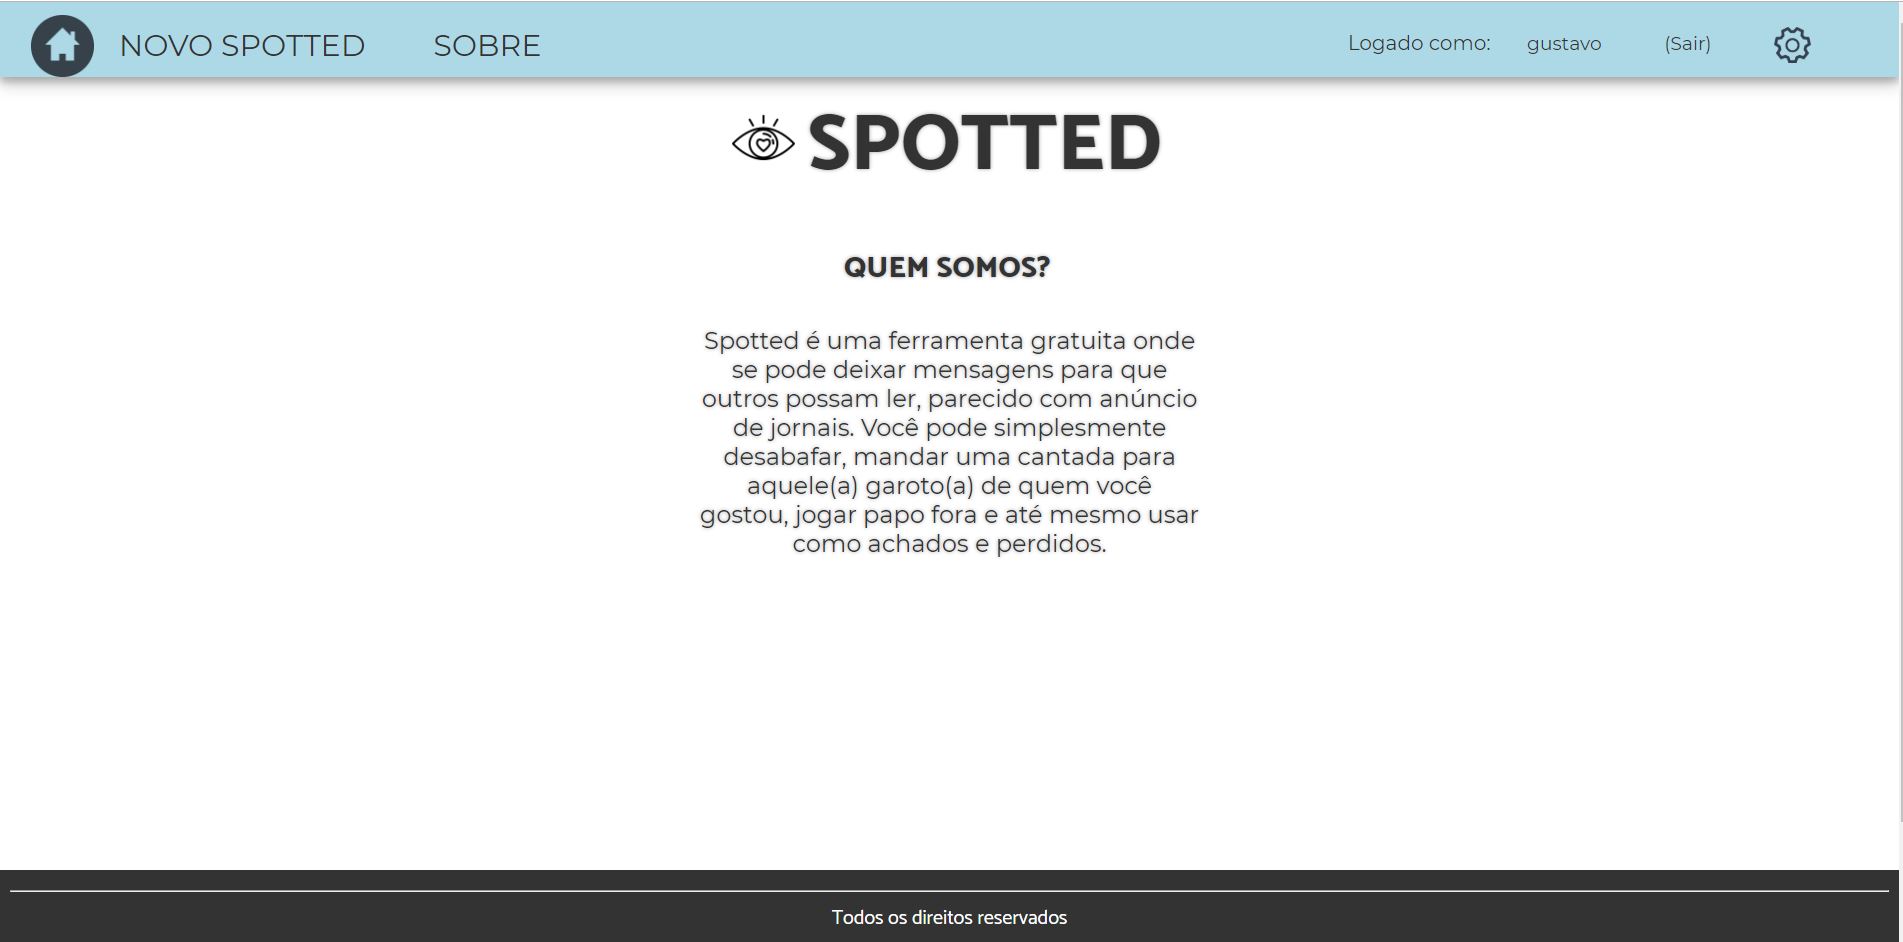 NOVO SPOTTED SOBRE Logado como: gustavo (Sair)
SPOTTED
QUEM SOMOS?
Spotted é uma ferramenta gratuita onde
se pode deixar mensagens para que
outros possam ler, parecido com anúncio
de jornais. Você pode simplesmente
desabafar, mandar uma cantada para
aquele(a) garoto(a) de quem você
gostou, jogar papo fora e até mesmo usar
como achados e perdidos.
Todos os direitos reservados